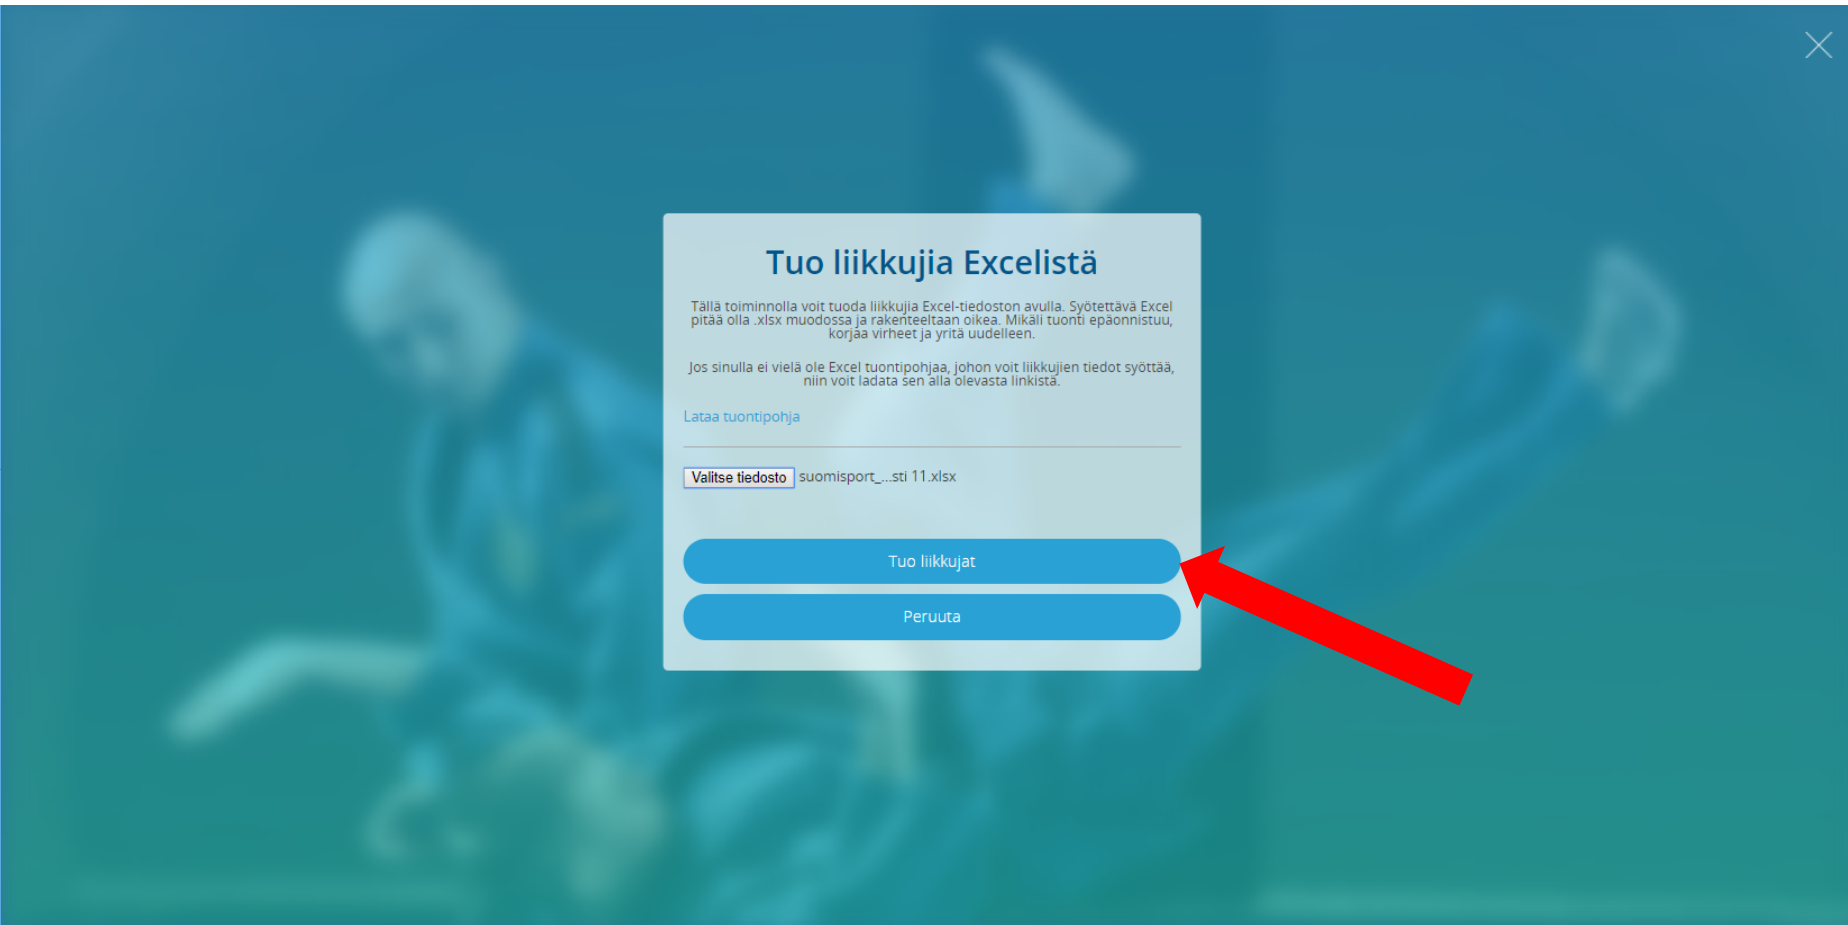 Tuo liikkujia Excelistä
Tällä toiminnolla voit tuoda liikkujia Excel-tiedoston avulla. Syötettävä Excel
pitää olla .xlsx muodossa ja rakenteeltaan oikea. Mikäli tuonti epäonnistuu,
korjaa virheet ja yritä uudelleen.
Jos sinulla ei vielä ole Excel tuontipohjaa, johon voit liikkujien tiedot syöttää,
niin voit ladata sen alla olevasta linkistä.
Lataa tuontipohja
Valitse tiedosto suomisport_...sti 11.xlsx
Tuo liikkujat
Peruuta